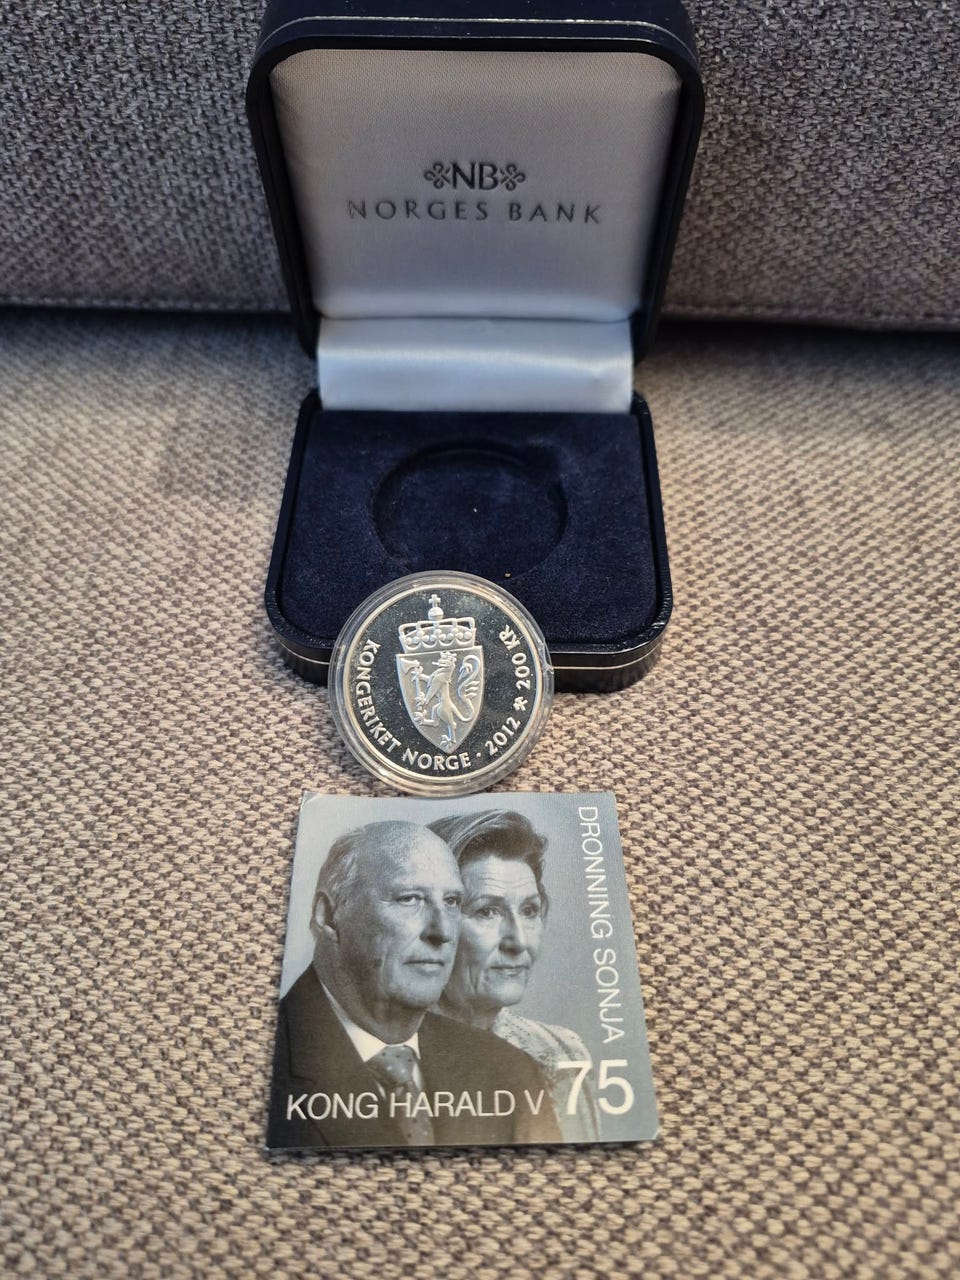 NB
NORGES BANK
KONGERIKET NORGE · 2012 ⚒ 200 KR
DRONNING SONJA
KONG HARALD V 75